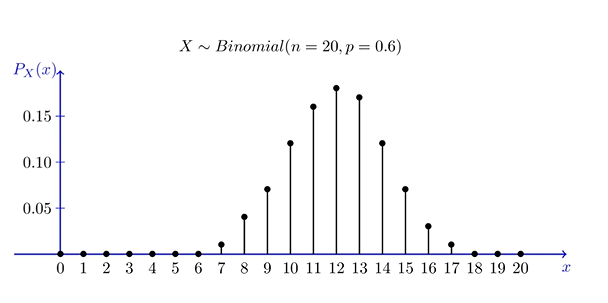 X ∼ Binomial(n = 20, p = 0.6)
P_X(x)
0.15
0.10
0.05
0 1 2 3 4 5 6 7 8 9 10 11 12 13 14 15 16 17 18 19 20 x